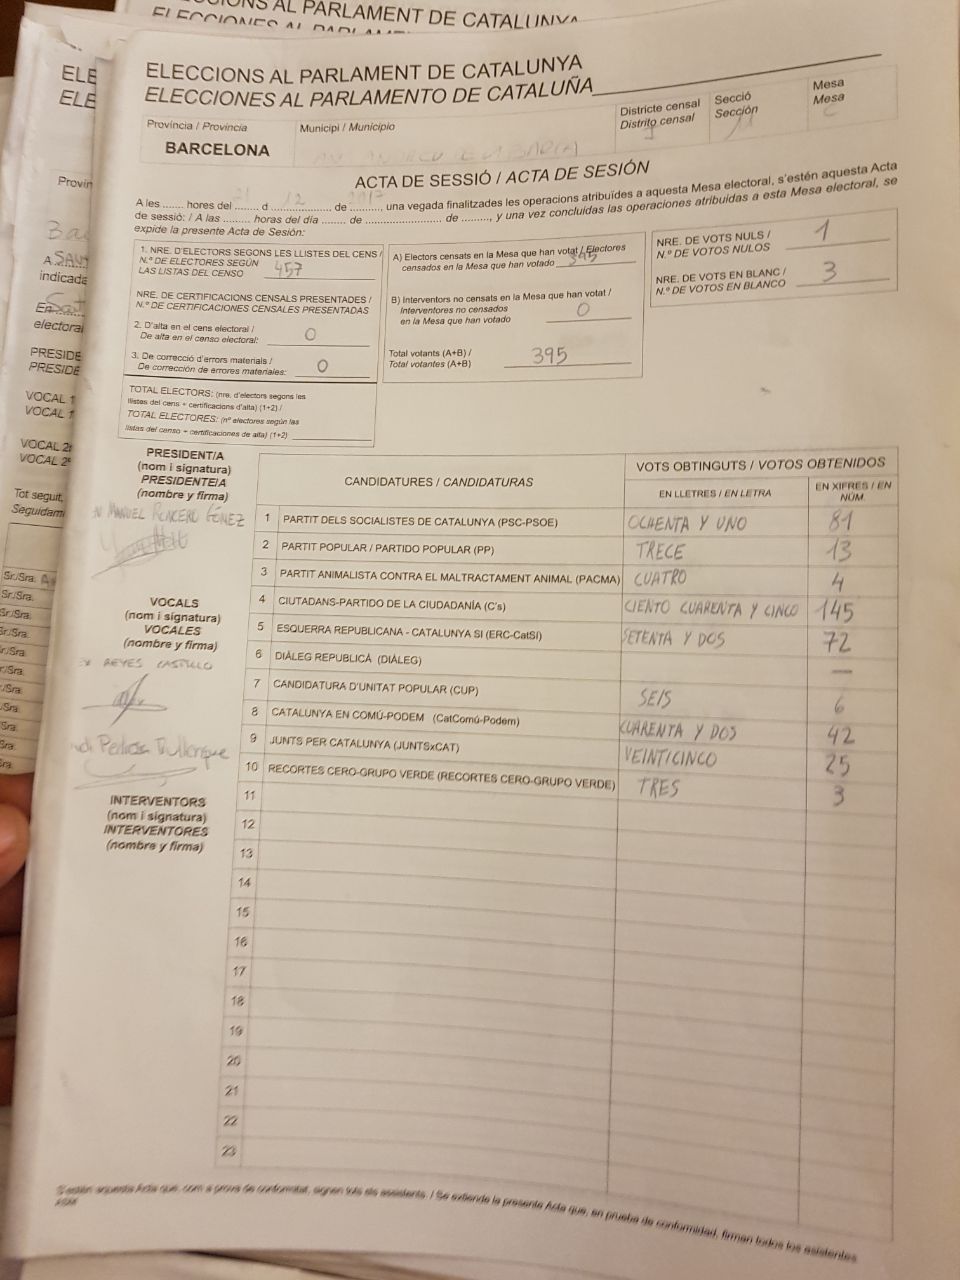 ELECCIONS AL PARLAMENT DE CATALUNYA
ELECCIONES AL PARLAMENTO DE CATALUÑA
Província / Provincia
BARCELONA
Municipi / Municipio
SANT ANDREU DE LA BARCA
Districte censal
Distrito censal
Secció
Sección
Mesa
Mesa
ACTA DE SESSIÓ / ACTA DE SESIÓN
A les ....... hores del 21 d 12 de 2017, una vegada finalitzades les operacions atribuïdes a aquesta Mesa electoral, s'estén aquesta Acta
de sessió: / A las ......... horas del día ....... de ...................... de ........, y una vez concluidas las operaciones atribuidas a esta Mesa electoral, se
expide la presente Acta de Sesión:
1. NRE. D'ELECTORS SEGONS LES LLISTES DEL CENS /
N.º DE ELECTORES SEGÚN
LAS LISTAS DEL CENSO 457
NRE. DE CERTIFICACIONS CENSALS PRESENTADES /
N.º DE CERTIFICACIONES CENSALES PRESENTADAS
2. D'alta en el cens electoral /
De alta en el censo electoral: 0
3. De correcció d'errors materials /
De corrección de errores materiales: 0
TOTAL ELECTORS: (nre. d'electors segons les
llistes del cens + certificacions d'alta) (1+2) /
TOTAL ELECTORES: (nº electores según las
listas del censo + certificaciones de alta) (1+2)
A) Electors censats en la Mesa que han votat / Electores
censados en la Mesa que han votado
B) Interventors no censats en la Mesa que han votat /
Interventores no censados
en la Mesa que han votado 0
Total votants (A+B) /
Total votantes (A+B) 395
NRE. DE VOTS NULS /
N.º DE VOTOS NULOS 1
NRE. DE VOTS EN BLANC /
N.º DE VOTOS EN BLANCO 3
PRESIDENT/A
(nom i signatura)
PRESIDENTE/A
(nombre y firma)
MANUEL RONCERO GÓMEZ
VOCALS
(nom i signatura)
VOCALES
(nombre y firma)
REYES CASTILLO
INTERVENTORS
(nom i signatura)
INTERVENTORES
(nombre y firma)
CANDIDATURES / CANDIDATURAS
VOTS OBTINGUTS / VOTOS OBTENIDOS
EN LLETRES / EN LETRA
EN XIFRES / EN
NÚM.
1 PARTIT DELS SOCIALISTES DE CATALUNYA (PSC-PSOE) OCHENTA Y UNO 81
2 PARTIT POPULAR / PARTIDO POPULAR (PP) TRECE 13
3 PARTIT ANIMALISTA CONTRA EL MALTRACTAMENT ANIMAL (PACMA) CUATRO 4
4 CIUTADANS-PARTIDO DE LA CIUDADANÍA (C's) CIENTO CUARENTA Y CINCO 145
5 ESQUERRA REPUBLICANA - CATALUNYA SI (ERC-CatSí) SETENTA Y DOS 72
6 DIÀLEG REPUBLICÀ (DIÀLEG) —
7 CANDIDATURA D'UNITAT POPULAR (CUP) SEIS 6
8 CATALUNYA EN COMÚ-PODEM (CatComú-Podem) CUARENTA Y DOS 42
9 JUNTS PER CATALUNYA (JUNTSxCAT) VEINTICINCO 25
10 RECORTES CERO-GRUPO VERDE (RECORTES CERO-GRUPO VERDE) TRES 3
11
12
13
14
15
16
17
18
19
20
21
22
23
S'estén aquesta Acta que, com a prova de conformitat, signen tots els assistents. / Se extiende la presente Acta que, en prueba de conformidad, firman todos los asistentes